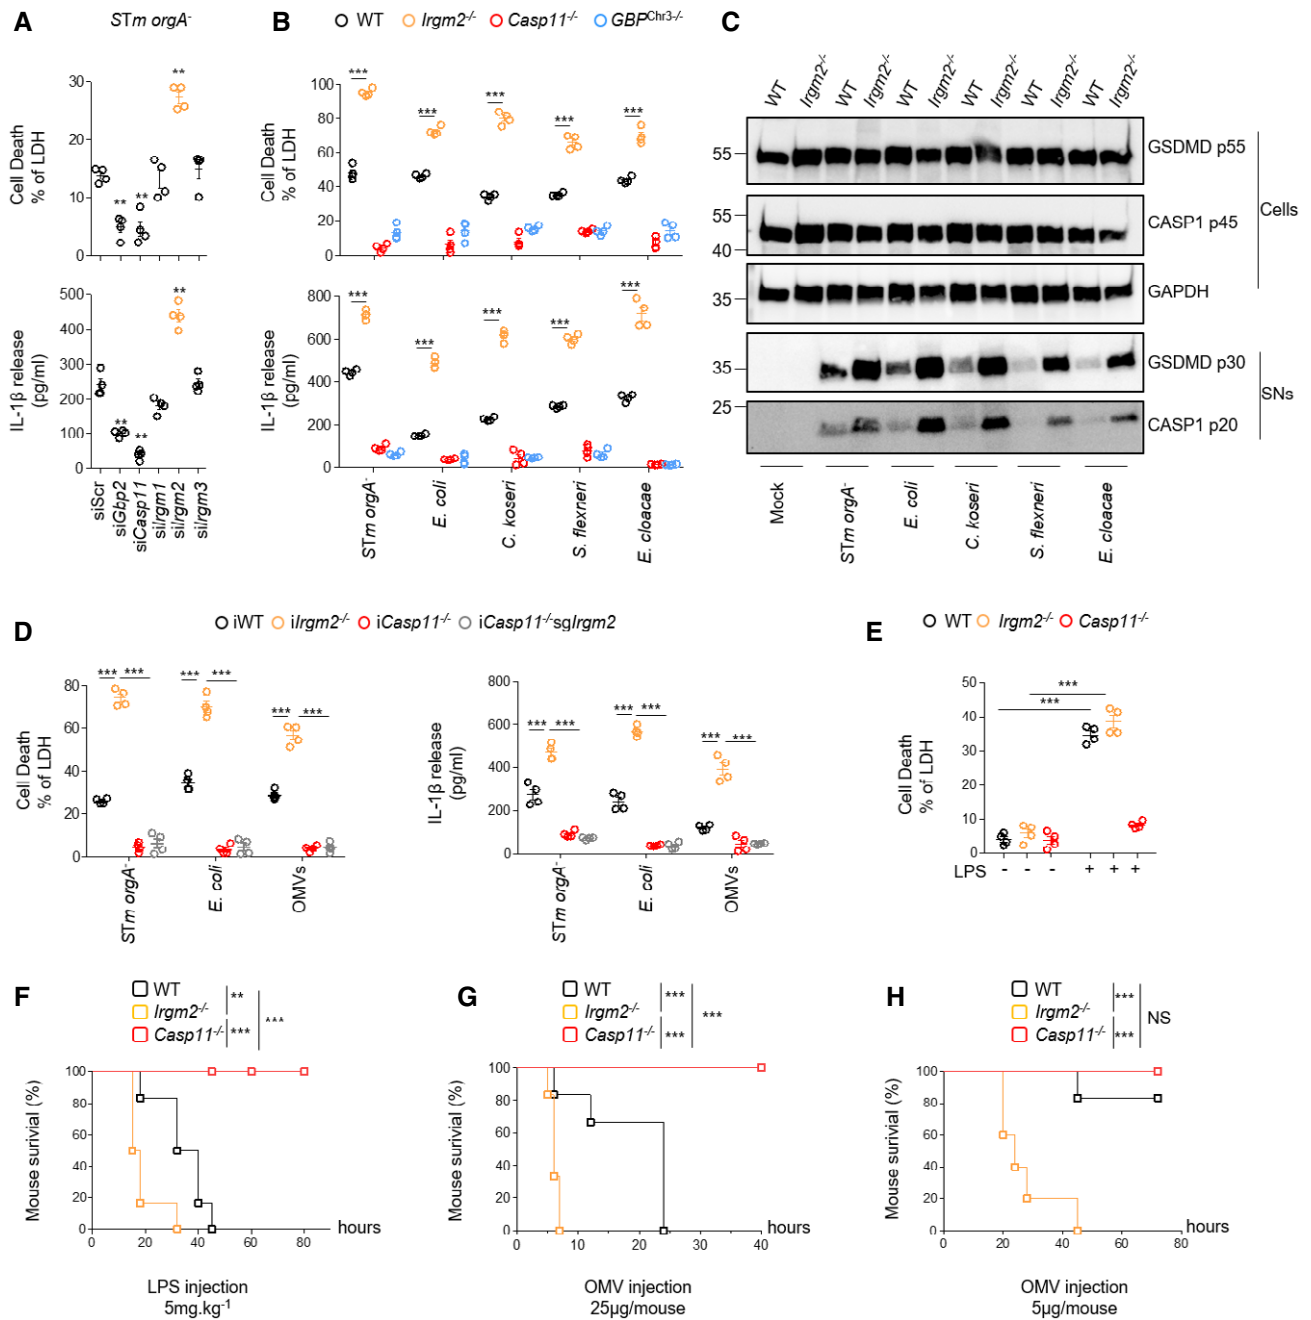 A
STm orgA-
Cell Death
% of LDH
30
20
10
0
**
**
**
IL-1β release
(pg/ml)
500
400
300
200
100
0
**
**
**
siScr
siGbp2
siCasp11
siIrgm1
siIrgm2
siIrgm3
B
WT Irgm2-/- Casp11-/- GBPChr3-/-
Cell Death
% of LDH
100
80
60
40
20
0
*** *** *** *** ***
IL-1β release
(pg/ml)
800
600
400
200
0
*** *** *** *** ***
STm orgA-
E. coli
C. koseri
S. flexneri
E. cloacae
C
WT Irgm2-/- WT Irgm2-/- WT Irgm2-/- WT Irgm2-/- WT Irgm2-/- WT Irgm2-/-
55 GSDMD p55
55
40
CASP1 p45
35 GAPDH
Cells
35 GSDMD p30
25
CASP1 p20
SNs
Mock
STm orgA-
E. coli
C. koseri
S. flexneri
E. cloacae
D
iWT iIrgm2-/- iCasp11-/- iCasp11-/-sgIrgm2
Cell Death
% of LDH
80
60
40
20
0
*** *** *** *** *** ***
STm orgA-
E. coli
OMVs
IL-1β release
(pg/ml)
800
600
400
200
0
*** *** *** *** *** ***
STm orgA-
E. coli
OMVs
E
WT Irgm2-/- Casp11-/-
Cell Death
% of LDH
50
40
30
20
10
0
***
***
LPS - - - + + +
F
WT
Irgm2-/-
Casp11-/-
**
***
***
Mouse surivial (%)
100
80
60
40
20
0
0 20 40 60 80
hours
LPS injection
5mg.kg-1
G
WT
Irgm2-/-
Casp11-/-
***
***
***
Mouse surivial (%)
100
80
60
40
20
0
0 10 20 30 40
hours
OMV injection
25µg/mouse
H
WT
Irgm2-/-
Casp11-/-
***
***
NS
Mouse surivial (%)
100
80
60
40
20
0
0 20 40 60 80
hours
OMV injection
5µg/mouse